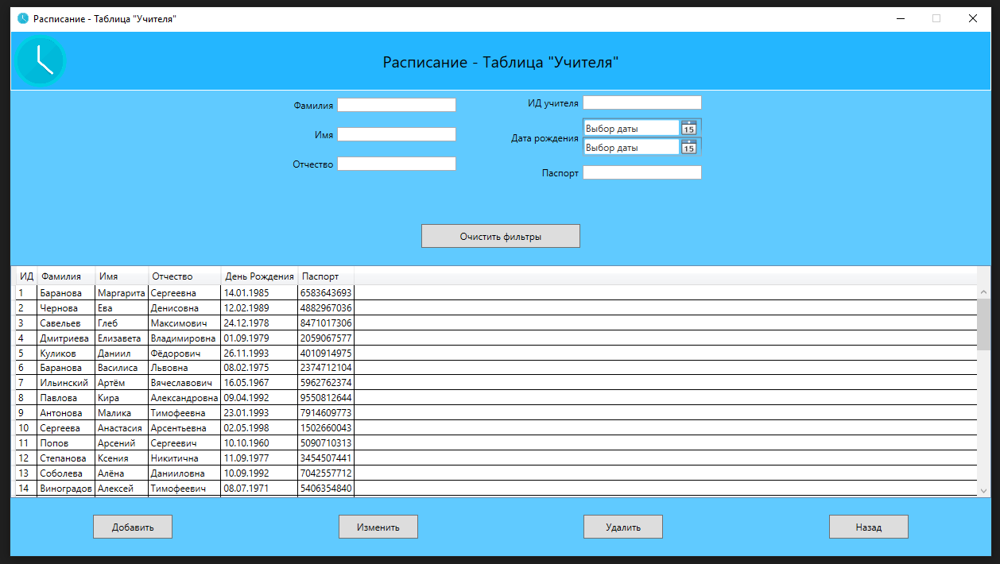 Расписание - Таблица "Учителя"
Расписание - Таблица "Учителя"
Фамилия
ИД учителя
Имя
Дата рождения
Выбор даты 15
Выбор даты 15
Отчество
Паспорт
Очистить фильтры
ИД Фамилия Имя Отчество День Рождения Паспорт
1 Баранова Маргарита Сергеевна 14.01.1985 6583643693
2 Чернова Ева Денисовна 12.02.1989 4882967036
3 Савельев Глеб Максимович 24.12.1978 8471017306
4 Дмитриева Елизавета Владимировна 01.09.1979 2059067577
5 Куликов Даниил Фёдорович 26.11.1993 4010914975
6 Баранова Василиса Львовна 08.02.1975 2374712104
7 Ильинский Артём Вячеславович 16.05.1967 5962762374
8 Павлова Кира Александровна 09.04.1992 9550812644
9 Антонова Малика Тимофеевна 23.01.1993 7914609773
10 Сергеева Анастасия Арсентьевна 02.05.1998 1502660043
11 Попов Арсений Сергеевич 10.10.1960 5090710313
12 Степанова Ксения Никитична 11.09.1977 3454507441
13 Соболева Алёна Данииловна 10.09.1992 7042557712
14 Виноградов Алексей Тимофеевич 08.07.1971 5406354840
Добавить Изменить Удалить Назад